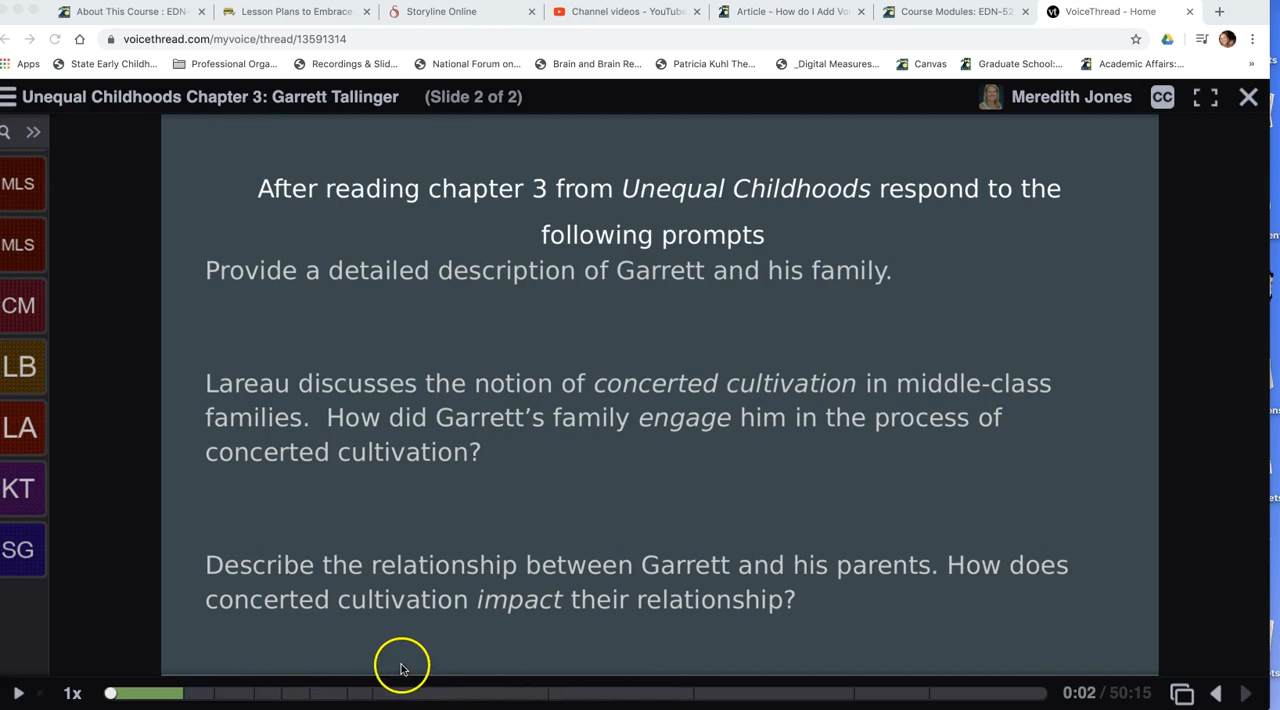 About This Course : EDN-
Lesson Plans to Embrace
Storyline Online
Channel videos - YouTube
Article - How do I Add Vo
Course Modules: EDN-52
VoiceThread - Home
voicethread.com/myvoice/thread/13591314
Apps
State Early Childh...
Professional Orga...
Recordings & Slid...
National Forum on...
Brain and Brain Re...
Patricia Kuhl The...
_Digital Measures...
Canvas
Graduate School:...
Academic Affairs:...
Unequal Childhoods Chapter 3: Garrett Tallinger (Slide 2 of 2)
vt
Meredith Jones
CC
MLS
MLS
CM
LB
LA
KT
SG
After reading chapter 3 from Unequal Childhoods respond to the
following prompts
Provide a detailed description of Garrett and his family.
Lareau discusses the notion of concerted cultivation in middle-class
families. How did Garrett's family engage him in the process of
concerted cultivation?
Describe the relationship between Garrett and his parents. How does
concerted cultivation impact their relationship?
1x
0:02 / 50:15